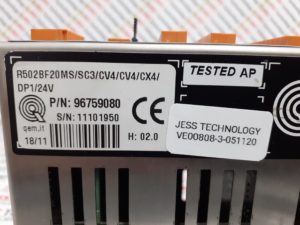 R502BF20MS/SC3/CV4/CV4/CX4/
DP1/24V
TESTED AP
P/N: 96759080
S/N: 11101950
qem.it
18/11
CE
H: 02.0
JESS TECHNOLOGY
VE00808-3-051120